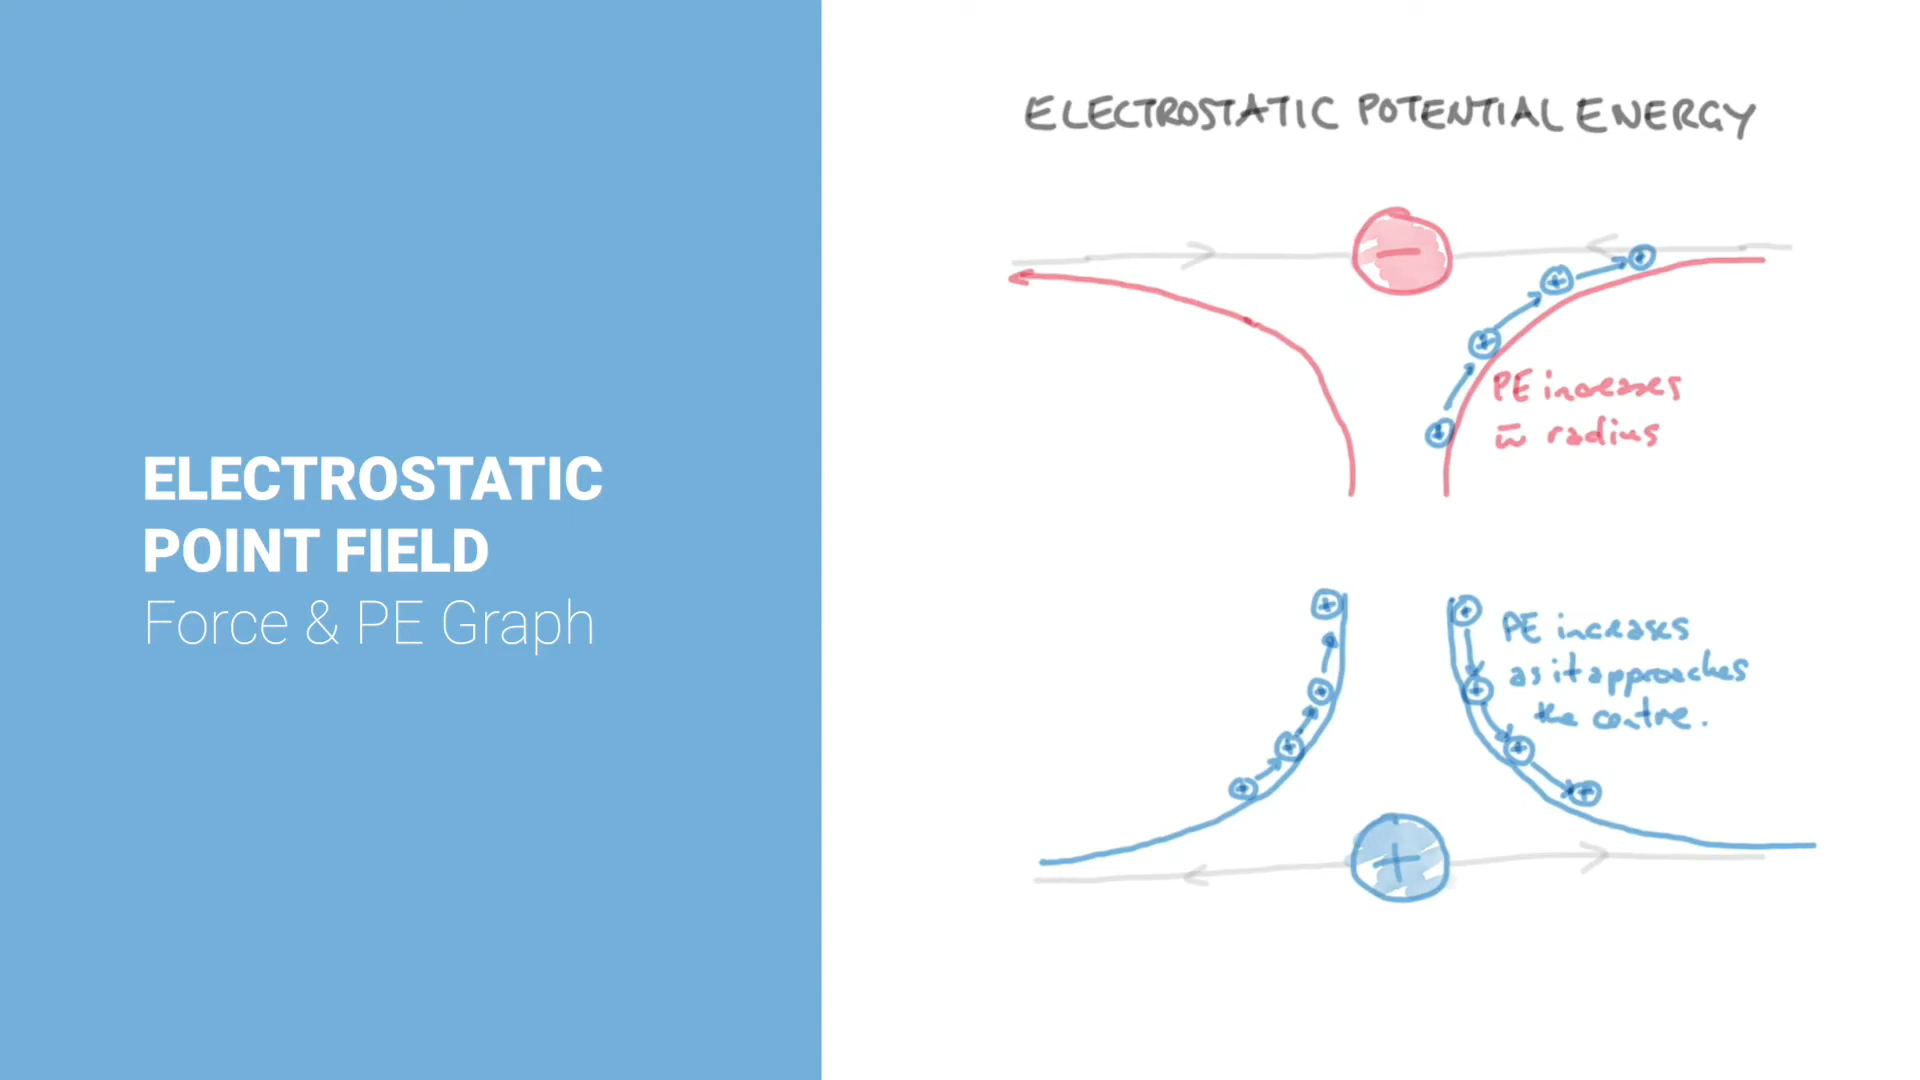 ELECTROSTATIC
POINT FIELD
Force & PE Graph
ELECTROSTATIC POTENTIAL ENERGY
PE increases
w̄ radius
PE increases
as it approaches
the centre.